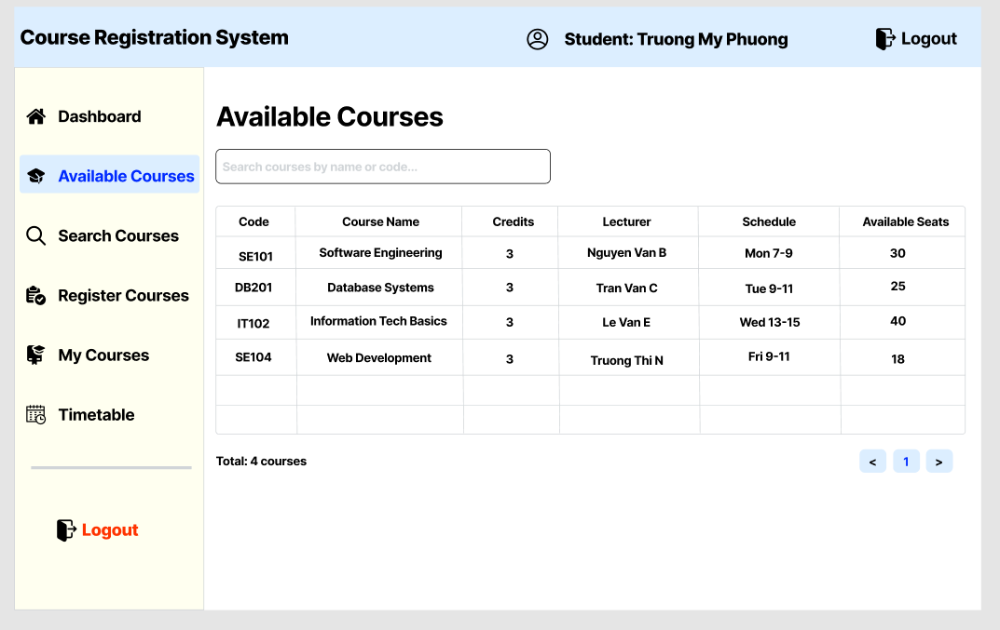 Course Registration System
Student: Truong My Phuong
Logout
Dashboard
Available Courses
Search Courses
Register Courses
My Courses
Timetable
Logout
Available Courses
Search courses by name or code...
Code Course Name Credits Lecturer Schedule Available Seats
SE101 Software Engineering 3 Nguyen Van B Mon 7-9 30
DB201 Database Systems 3 Tran Van C Tue 9-11 25
IT102 Information Tech Basics 3 Le Van E Wed 13-15 40
SE104 Web Development 3 Truong Thi N Fri 9-11 18
Total: 4 courses
< 1 >